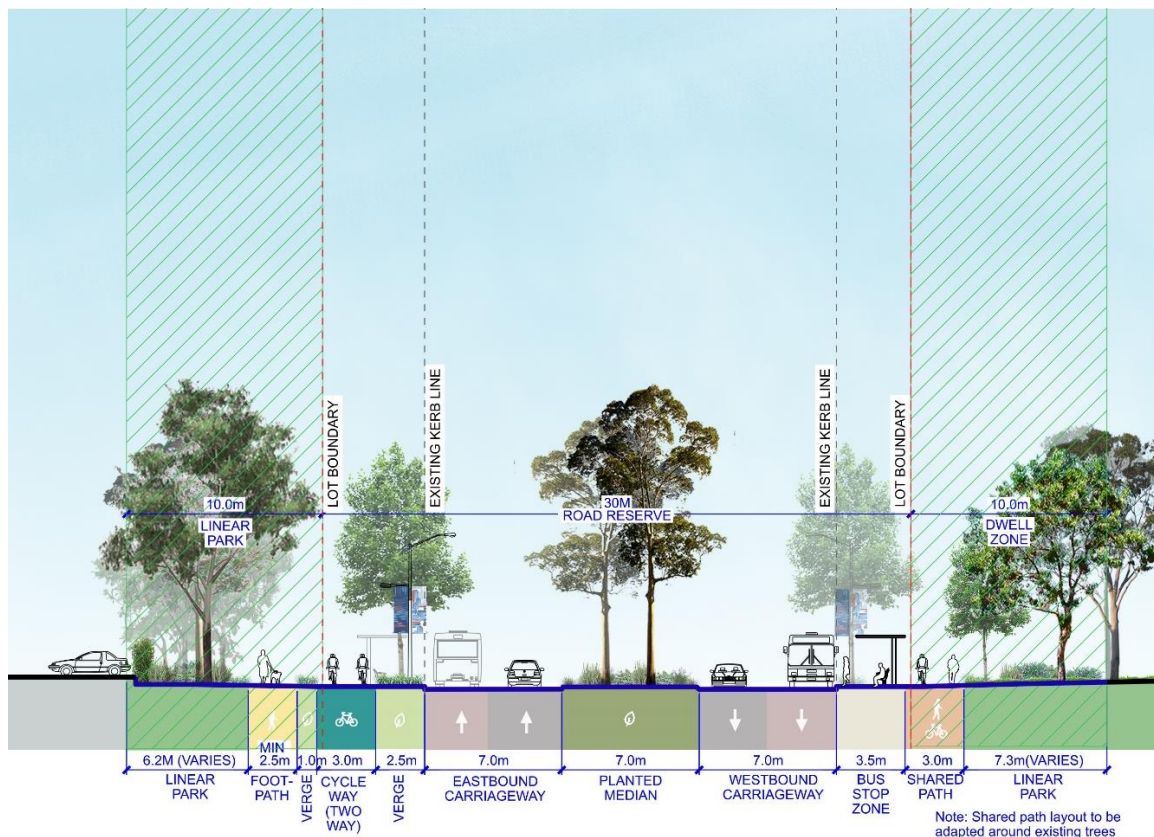 LOT BOUNDARY
EXISTING KERB LINE
EXISTING KERB LINE
LOT BOUNDARY
10.0m
LINEAR
PARK
30M
ROAD RESERVE
10.0m
DWELL
ZONE
MIN
6.2M (VARIES)
2.5m
1.0m
3.0m
2.5m
7.0m
7.0m
7.0m
3.5m
3.0m
7.3m(VARIES)
LINEAR
PARK
FOOT-
PATH
VERGE
CYCLE
WAY
(TWO
WAY)
VERGE
EASTBOUND
CARRIAGEWAY
PLANTED
MEDIAN
WESTBOUND
CARRIAGEWAY
BUS
STOP
ZONE
SHARED
PATH
LINEAR
PARK
Note: Shared path layout to be
adapted around existing trees